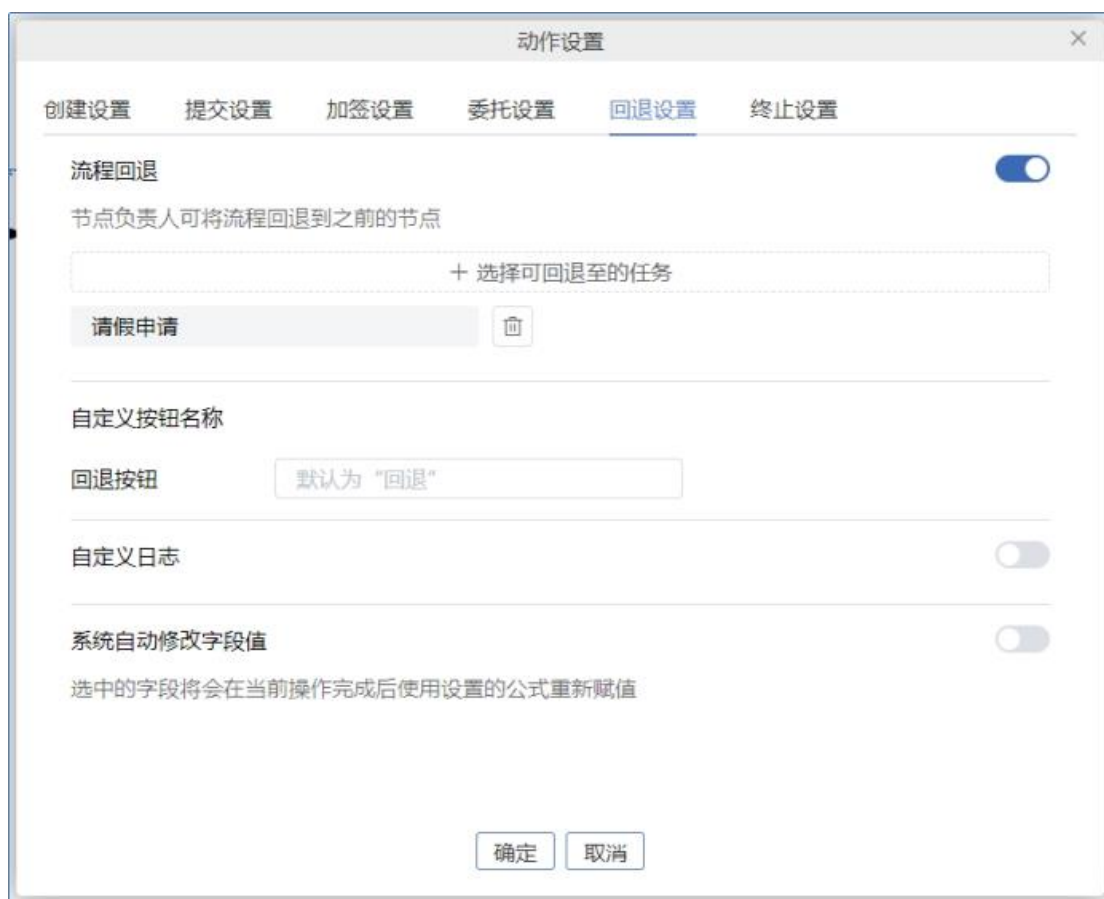 动作设置
创建设置 提交设置 加签设置 委托设置 回退设置 终止设置
流程回退
节点负责人可将流程回退到之前的节点
+ 选择可回退至的任务
请假申请
自定义按钮名称
回退按钮 默认为 "回退"
自定义日志
系统自动修改字段值
选中的字段将会在当前操作完成后使用设置的公式重新赋值
确定 取消